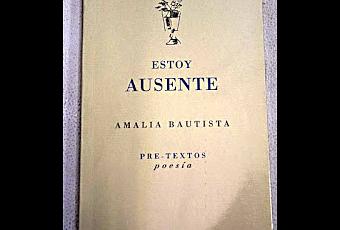 ESTOY
AUSENTE
AMALIA BAUTISTA
PRE-TEXTOS
poesía